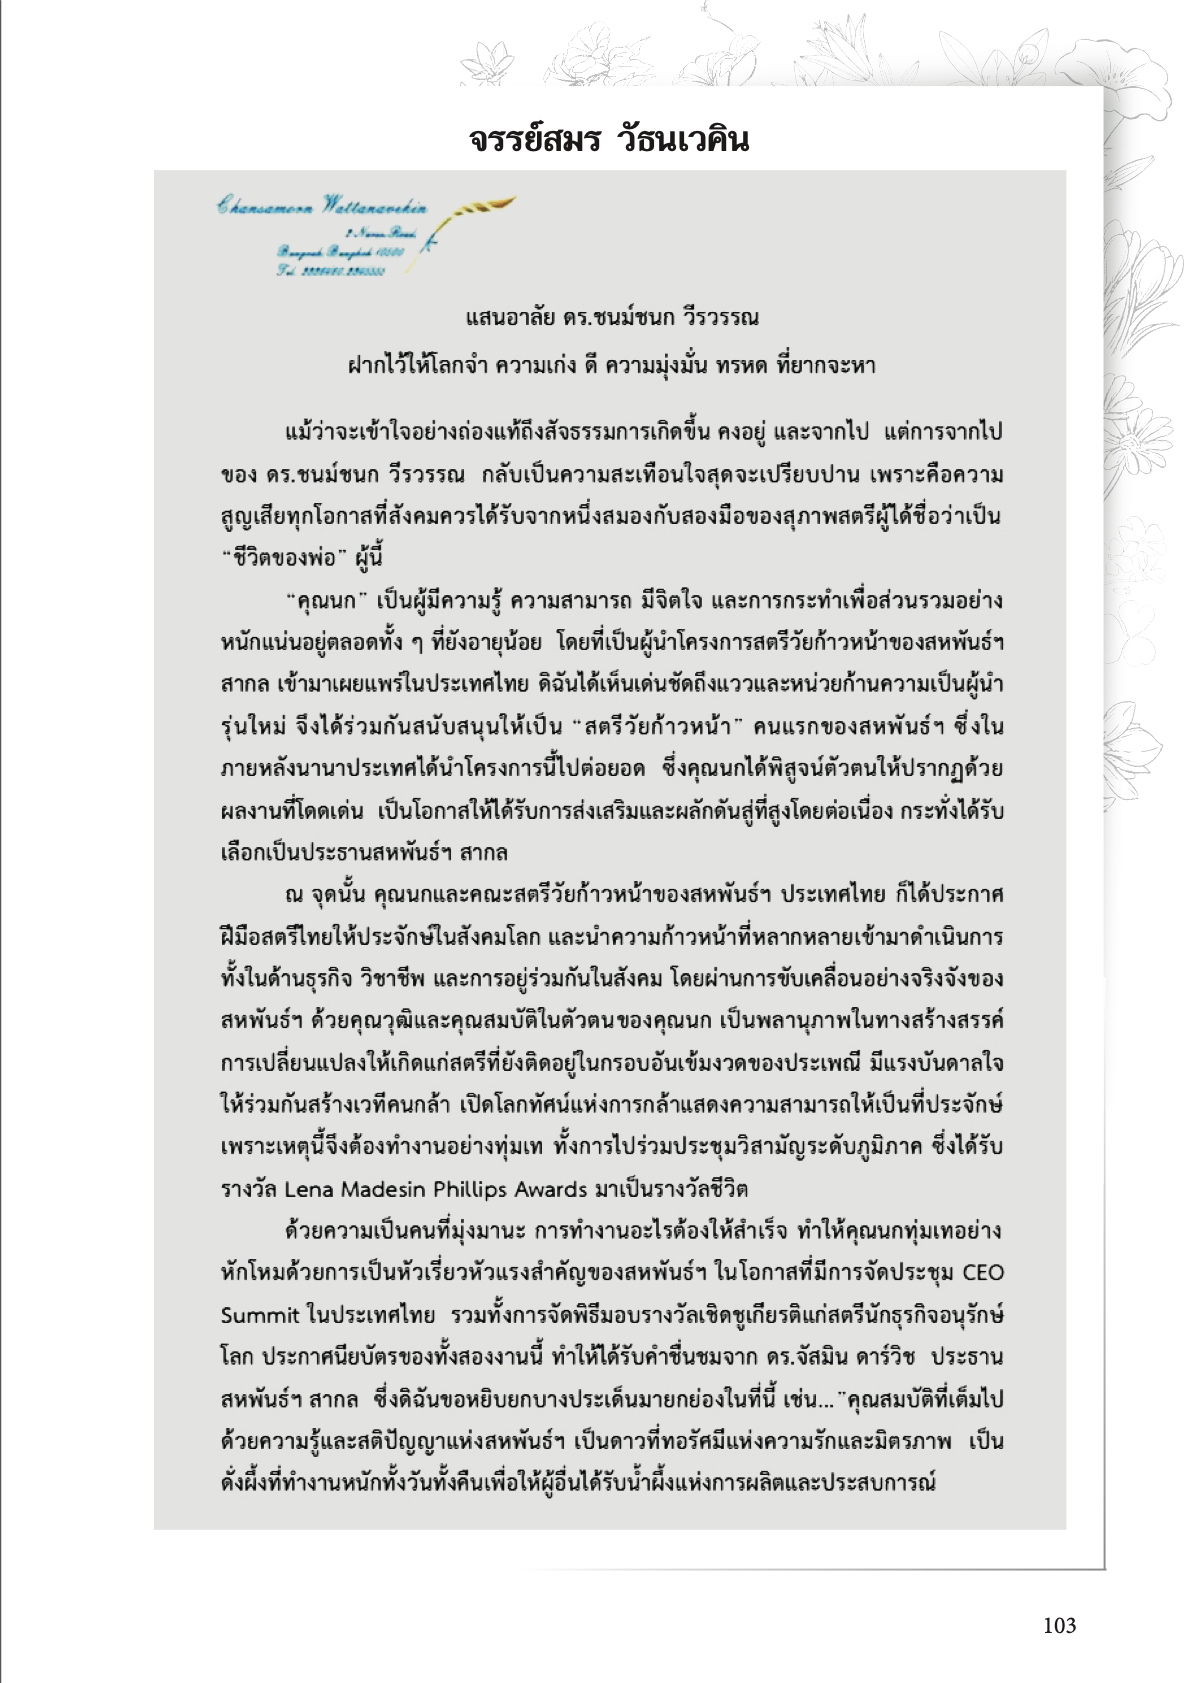 จรรย์สมร วัธนเวคิน
Chansamorn Wattanavekin
Road,
Bangrak, Bangkok 10500
Tel.
แสนอาลัย ดร.ชนม์ชนก วีรวรรณ
ฝากไว้ให้โลกจำ ความเก่ง ดี ความมุ่งมั่น ทรหด ที่ยากจะหา
แม้ว่าจะเข้าใจอย่างถ่องแท้ถึงสัจธรรมการเกิดขึ้น คงอยู่ และจากไป แต่การจากไป
ของ ดร.ชนม์ชนก วีรวรรณ กลับเป็นความสะเทือนใจสุดจะเปรียบปาน เพราะคือความ
สูญเสียทุกโอกาสที่สังคมควรได้รับจากหนึ่งสมองกับสองมือของสุภาพสตรีผู้ได้ชื่อว่าเป็น
“ชีวิตของพ่อ” ผู้นี้
“คุณนก” เป็นผู้มีความรู้ ความสามารถ มีจิตใจ และการกระทำเพื่อส่วนรวมอย่าง
หนักแน่นอยู่ตลอดทั้ง ๆ ที่ยังอายุน้อย โดยที่เป็นผู้นำโครงการสตรีวัยก้าวหน้าของสหพันธ์ฯ
สากล เข้ามาเผยแพร่ในประเทศไทย ดิฉันได้เห็นเด่นชัดถึงแววและหน่วยก้านความเป็นผู้นำ
รุ่นใหม่ จึงได้ร่วมกันสนับสนุนให้เป็น “สตรีวัยก้าวหน้า” คนแรกของสหพันธ์ฯ ซึ่งใน
ภายหลังนานาประเทศได้นำโครงการนี้ไปต่อยอด ซึ่งคุณนกได้พิสูจน์ตัวตนให้ปรากฏด้วย
ผลงานที่โดดเด่น เป็นโอกาสให้ได้รับการส่งเสริมและผลักดันสู่ที่สูงโดยต่อเนื่อง กระทั่งได้รับ
เลือกเป็นประธานสหพันธ์ฯ สากล
ณ จุดนั้น คุณนกและคณะสตรีวัยก้าวหน้าของสหพันธ์ฯ ประเทศไทย ก็ได้ประกาศ
ฝีมือสตรีไทยให้ประจักษ์ในสังคมโลก และนำความก้าวหน้าที่หลากหลายเข้ามาดำเนินการ
ทั้งในด้านธุรกิจ วิชาชีพ และการอยู่ร่วมกันในสังคม โดยผ่านการขับเคลื่อนอย่างจริงจังของ
สหพันธ์ฯ ด้วยคุณวุฒิและคุณสมบัติในตัวตนของคุณนก เป็นพลานุภาพในทางสร้างสรรค์
การเปลี่ยนแปลงให้เกิดแก่สตรีที่ยังติดอยู่ในกรอบอันเข้มงวดของประเพณี มีแรงบันดาลใจ
ให้ร่วมกันสร้างเวทีคนกล้า เปิดโลกทัศน์แห่งการกล้าแสดงความสามารถให้เป็นที่ประจักษ์
เพราะเหตุนี้จึงต้องทำงานอย่างทุ่มเท ทั้งการไปร่วมประชุมวิสามัญระดับภูมิภาค ซึ่งได้รับ
รางวัล Lena Madesin Phillips Awards มาเป็นรางวัลชีวิต
ด้วยความเป็นคนที่มุ่งมานะ การทำงานอะไรต้องให้สำเร็จ ทำให้คุณนกทุ่มเทอย่าง
หักโหมด้วยการเป็นหัวเรี่ยวหัวแรงสำคัญของสหพันธ์ฯ ในโอกาสที่มีการจัดประชุม CEO
Summit ในประเทศไทย รวมทั้งการจัดพิธีมอบรางวัลเชิดชูเกียรติแก่สตรีนักธุรกิจอนุรักษ์
โลก ประกาศนียบัตรของทั้งสองงานนี้ ทำให้ได้รับคำชื่นชมจาก ดร.จัสมิน ดาร์วิช ประธาน
สหพันธ์ฯ สากล ซึ่งดิฉันขอหยิบยกบางประเด็นมายกย่องในที่นี้ เช่น...”คุณสมบัติที่เต็มไป
ด้วยความรู้และสติปัญญาแห่งสหพันธ์ฯ เป็นดาวที่ทอรัศมีแห่งความรักและมิตรภาพ เป็น
ดั่งผึ้งที่ทำงานหนักทั้งวันทั้งคืนเพื่อให้ผู้อื่นได้รับน้ำผึ้งแห่งการผลิตและประสบการณ์
103